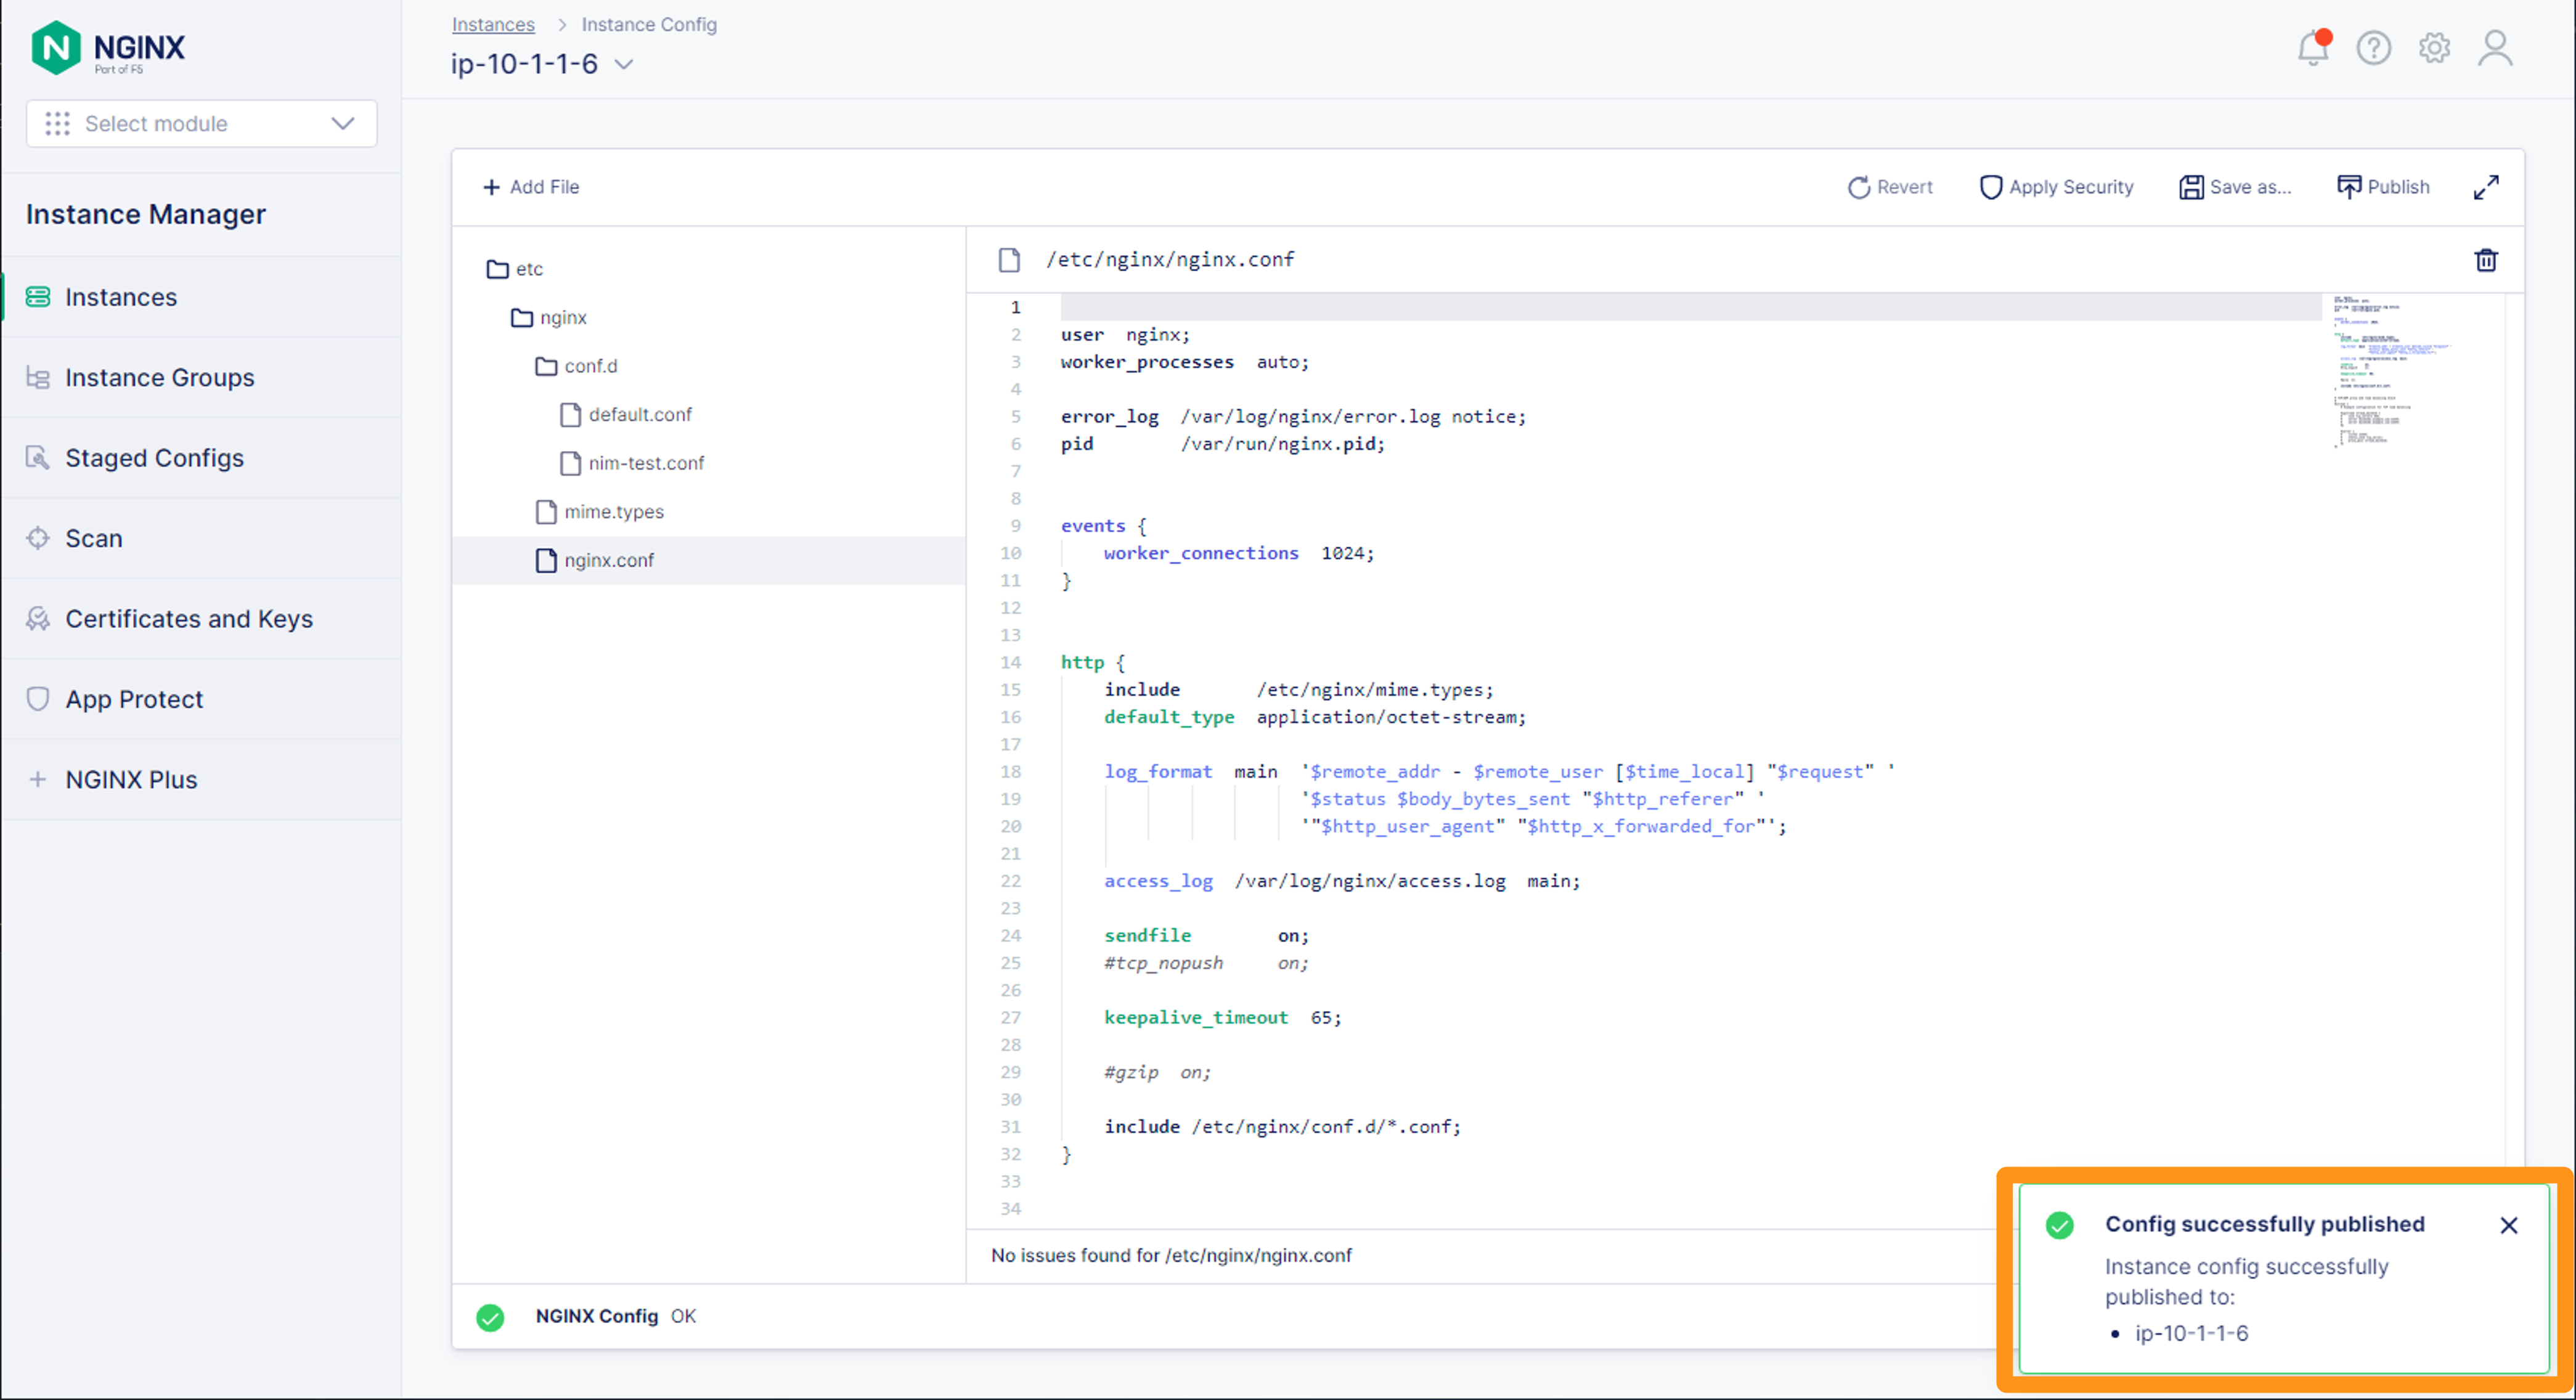 NGINX
Part of F5
Select module
Instance Manager
Instances
Instance Groups
Staged Configs
Scan
Certificates and Keys
App Protect
NGINX Plus
Instances > Instance Config
ip-10-1-1-6
Add File
Revert
Apply Security
Save as...
Publish
etc
nginx
conf.d
default.conf
nim-test.conf
mime.types
nginx.conf
/etc/nginx/nginx.conf
1
2 user  nginx;
3 worker_processes  auto;
4
5 error_log  /var/log/nginx/error.log notice;
6 pid        /var/run/nginx.pid;
7
8
9 events {
10     worker_connections  1024;
11 }
12
13
14 http {
15     include       /etc/nginx/mime.types;
16     default_type  application/octet-stream;
17
18     log_format  main  '$remote_addr - $remote_user [$time_local] "$request" '
19                       '$status $body_bytes_sent "$http_referer" '
20                       '"$http_user_agent" "$http_x_forwarded_for"';
21
22     access_log  /var/log/nginx/access.log  main;
23
24     sendfile        on;
25     #tcp_nopush     on;
26
27     keepalive_timeout  65;
28
29     #gzip  on;
30
31     include /etc/nginx/conf.d/*.conf;
32 }
33
34
No issues found for /etc/nginx/nginx.conf
NGINX Config OK
Config successfully published
Instance config successfully
published to:
• ip-10-1-1-6